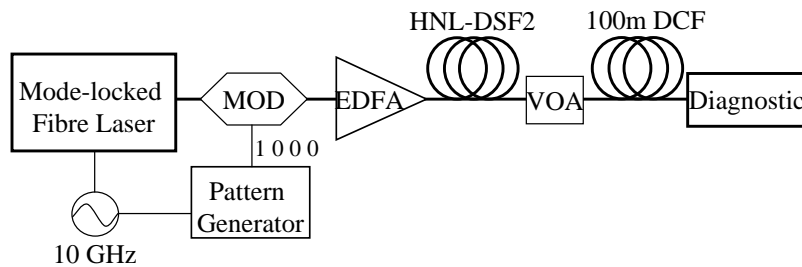 HNL-DSF2
100m DCF
Mode-locked
Fibre Laser
MOD
EDFA
VOA
Diagnostic
1 0 0 0
Pattern
Generator
10 GHz